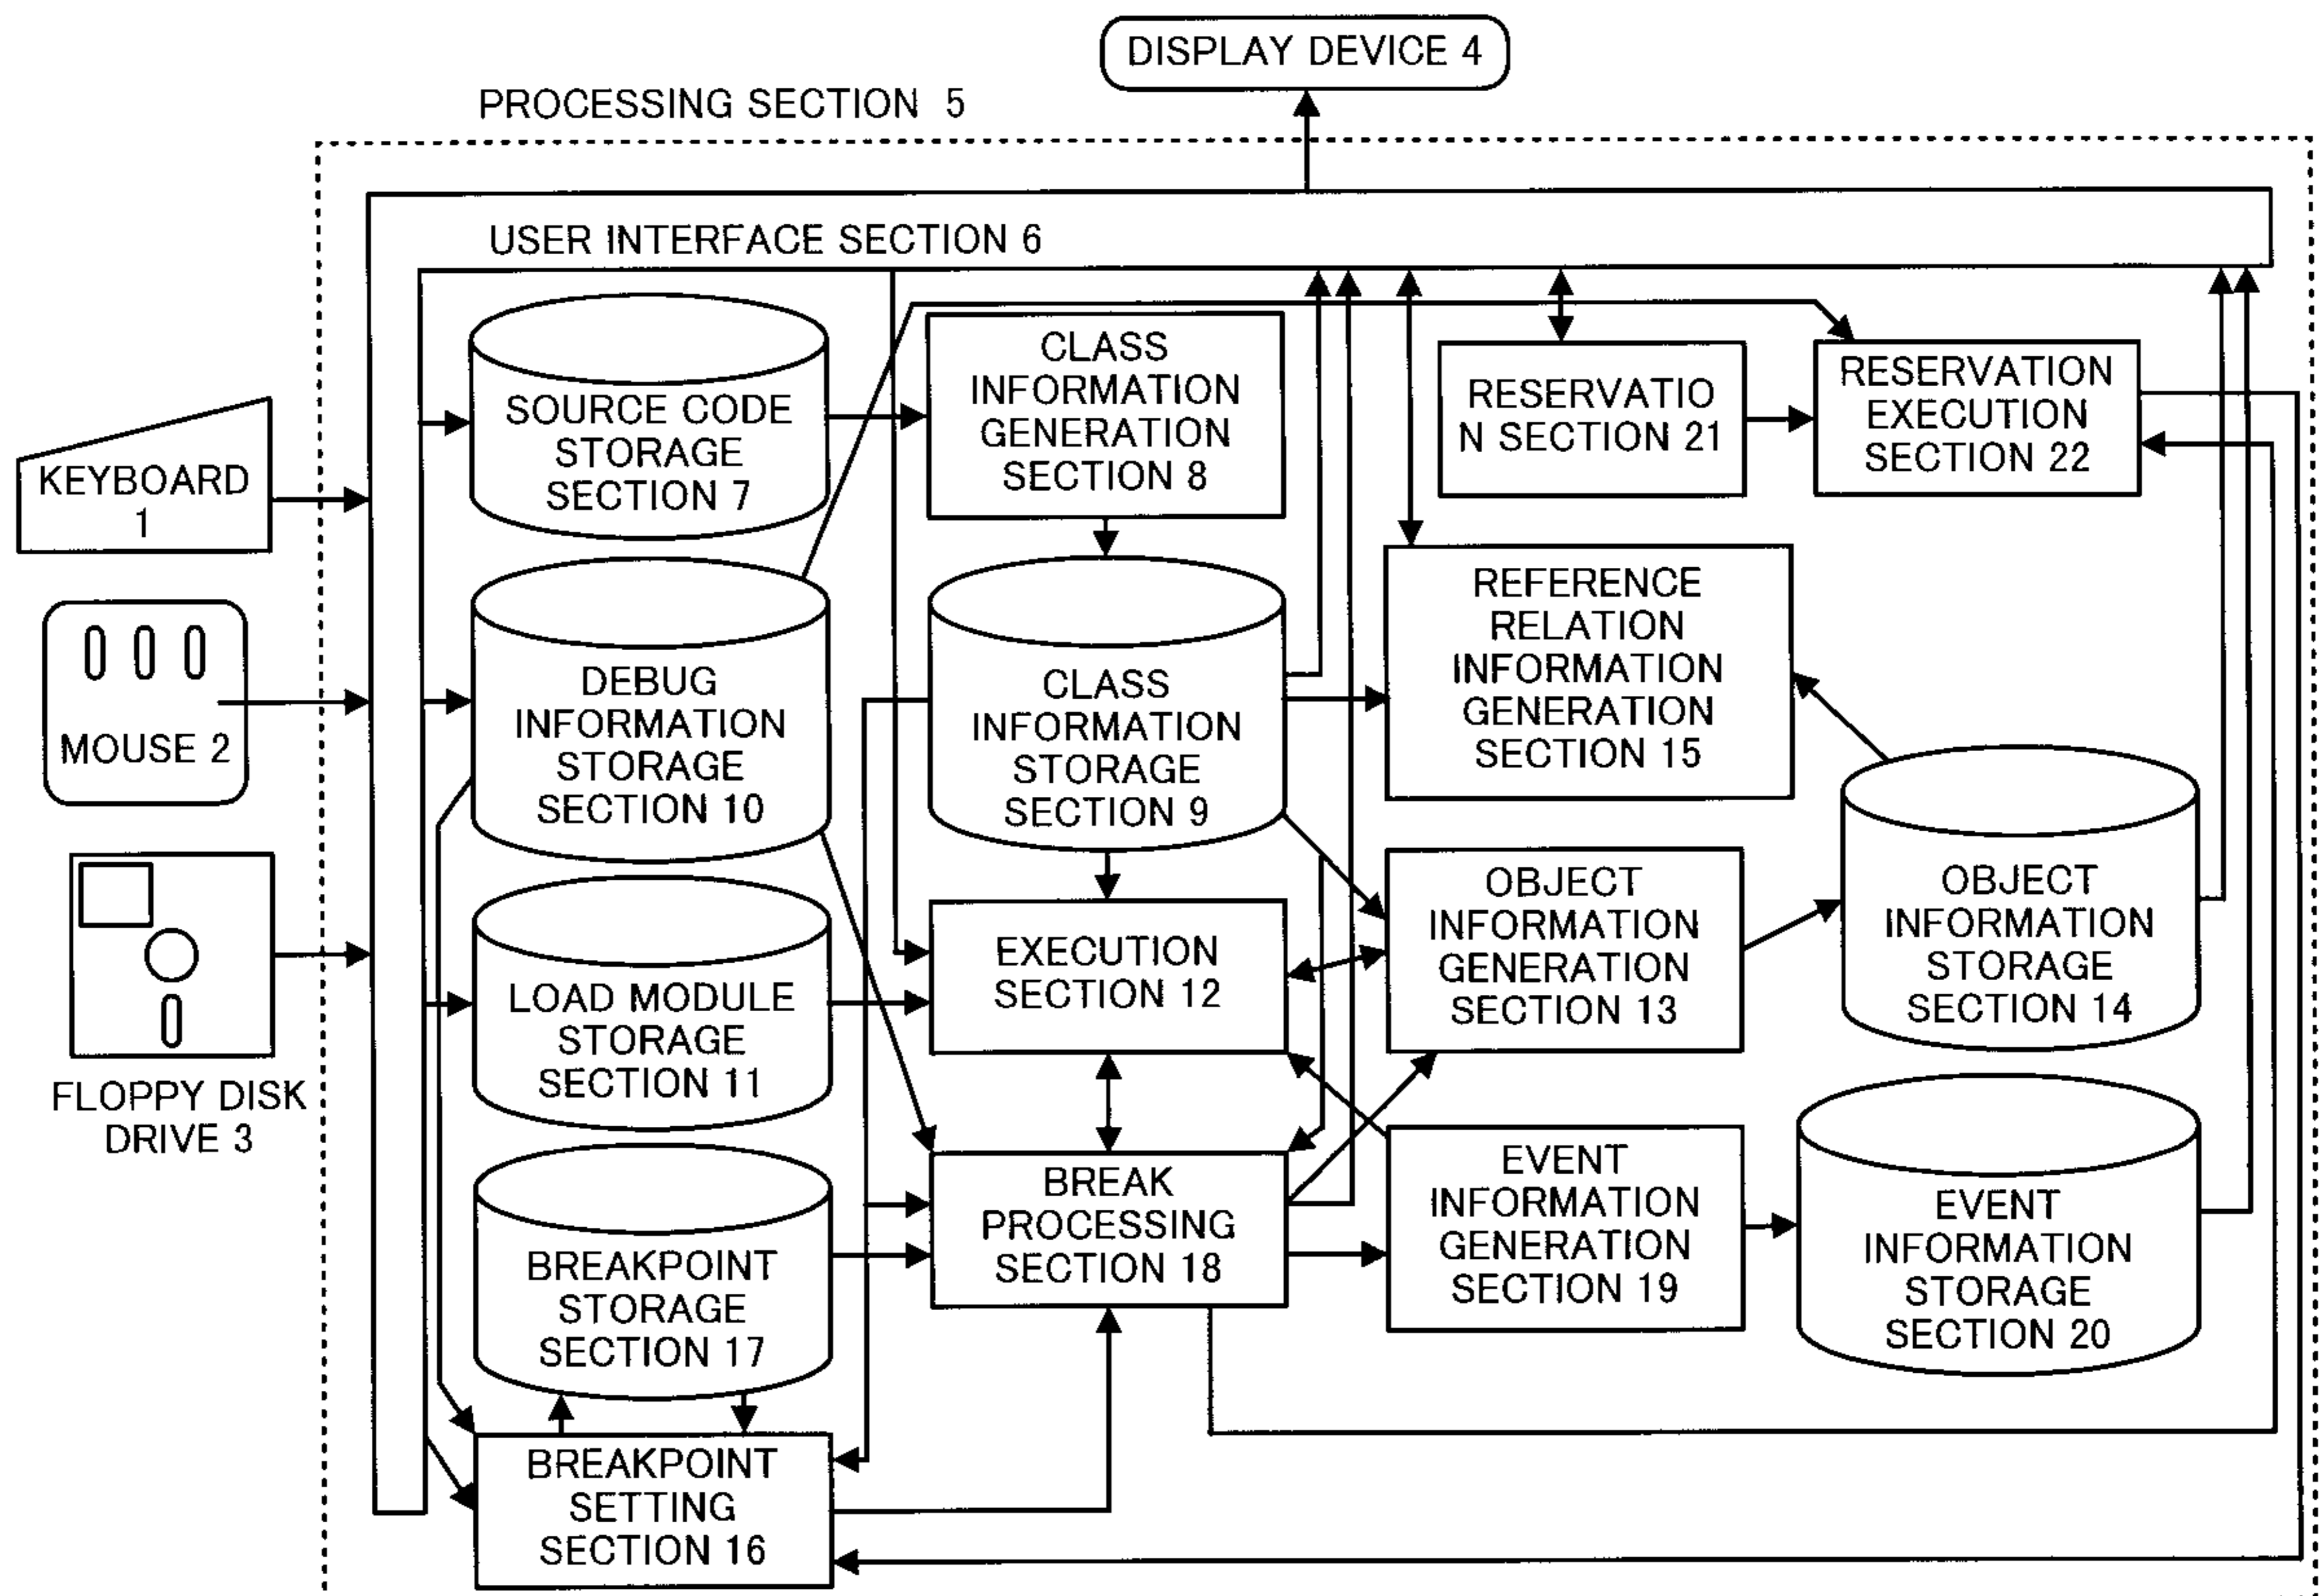 DISPLAY DEVICE 4
PROCESSING SECTION 5
USER INTERFACE SECTION 6
KEYBOARD
1
MOUSE 2
FLOPPY DISK
DRIVE 3
SOURCE CODE
STORAGE
SECTION 7
CLASS
INFORMATION
GENERATION
SECTION 8
RESERVATIO
N SECTION 21
RESERVATION
EXECUTION
SECTION 22
DEBUG
INFORMATION
STORAGE
SECTION 10
CLASS
INFORMATION
STORAGE
SECTION 9
REFERENCE
RELATION
INFORMATION
GENERATION
SECTION 15
LOAD MODULE
STORAGE
SECTION 11
EXECUTION
SECTION 12
OBJECT
INFORMATION
GENERATION
SECTION 13
OBJECT
INFORMATION
STORAGE
SECTION 14
BREAKPOINT
STORAGE
SECTION 17
BREAK
PROCESSING
SECTION 18
EVENT
INFORMATION
GENERATION
SECTION 19
EVENT
INFORMATION
STORAGE
SECTION 20
BREAKPOINT
SETTING
SECTION 16